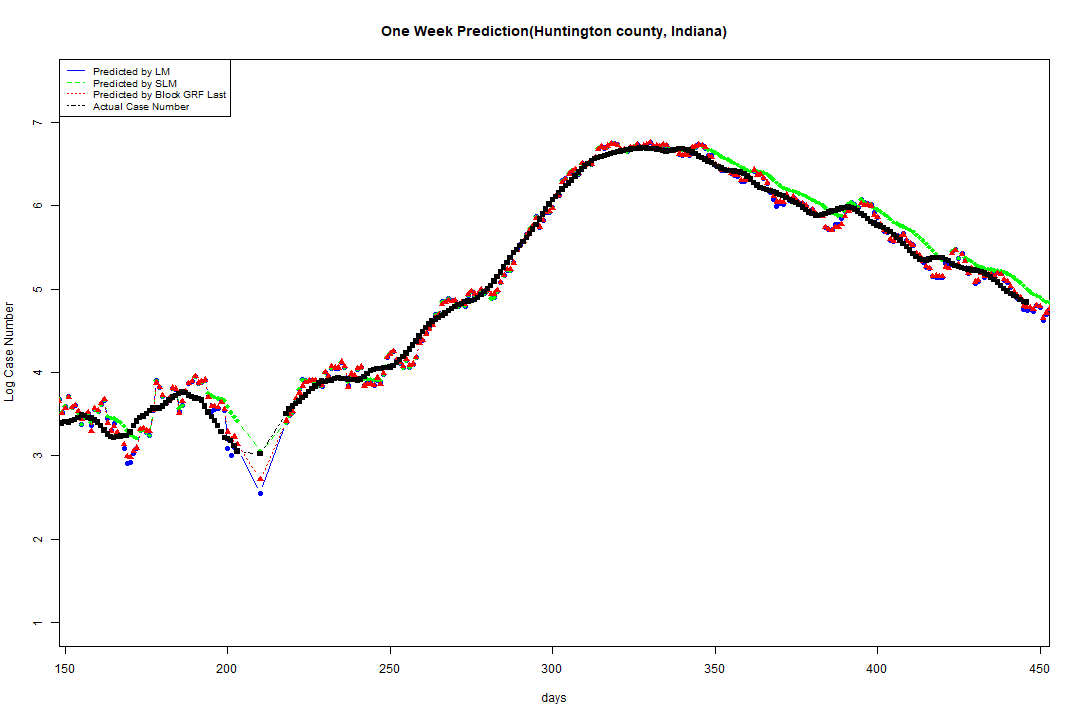 One Week Prediction(Huntington county, Indiana)
Predicted by LM
Predicted by SLM
Predicted by Block GRF Last
Actual Case Number
Log Case Number
7
6
5
4
3
2
1
150 200 250 300 350 400 450
days